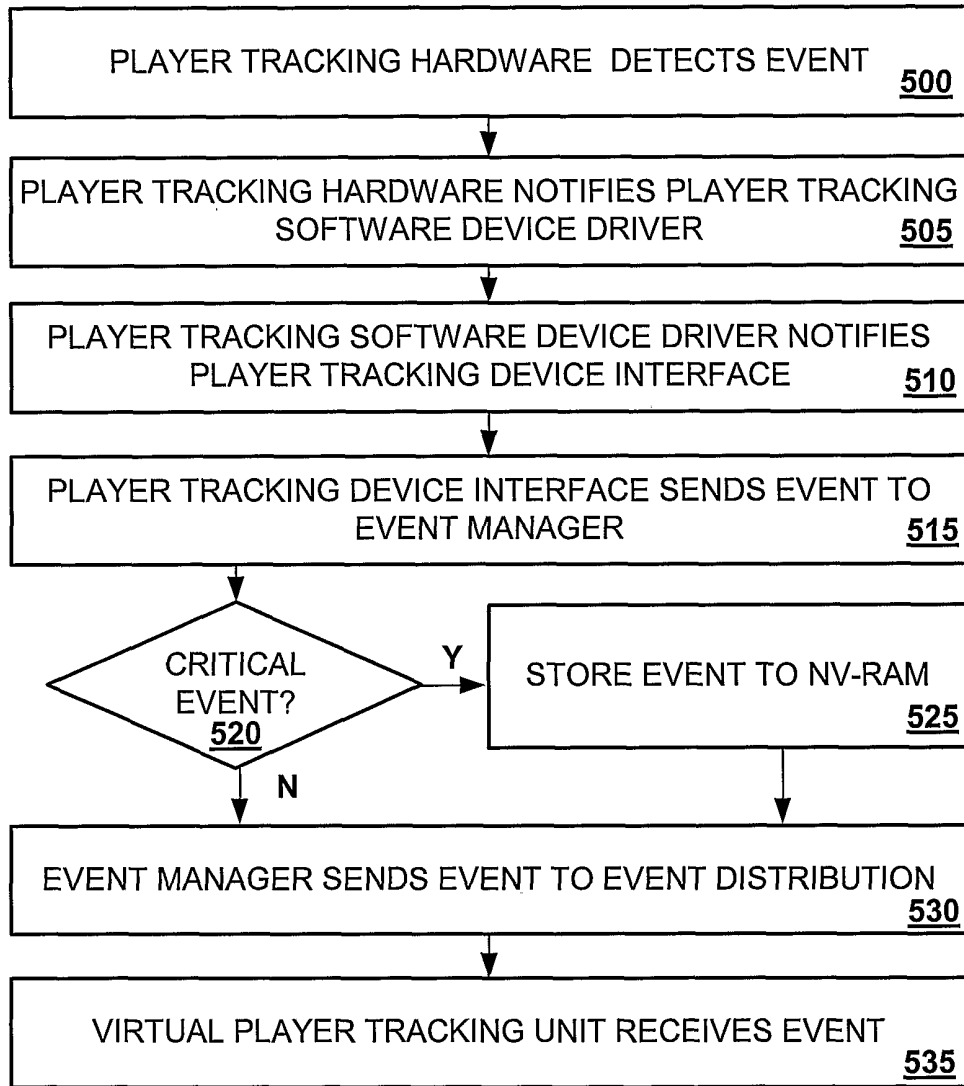 PLAYER TRACKING HARDWARE DETECTS EVENT
500
PLAYER TRACKING HARDWARE NOTIFIES PLAYER TRACKING
SOFTWARE DEVICE DRIVER
505
PLAYER TRACKING SOFTWARE DEVICE DRIVER NOTIFIES
PLAYER TRACKING DEVICE INTERFACE
510
PLAYER TRACKING DEVICE INTERFACE SENDS EVENT TO
EVENT MANAGER
515
CRITICAL
EVENT?
520
Y
STORE EVENT TO NV-RAM
525
N
EVENT MANAGER SENDS EVENT TO EVENT DISTRIBUTION
530
VIRTUAL PLAYER TRACKING UNIT RECEIVES EVENT
535